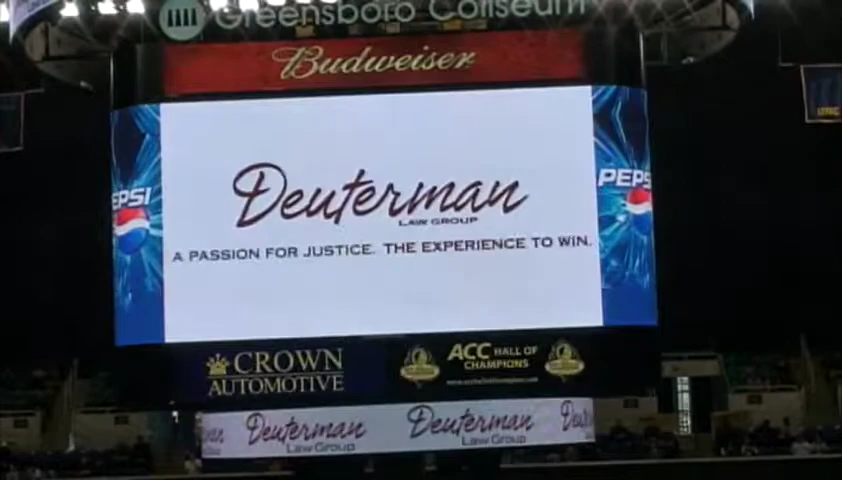 Greensboro Coliseum
Budweiser
PEPSI
PEPSI
Deuterman
LAW GROUP
A PASSION FOR JUSTICE. THE EXPERIENCE TO WIN.
CROWN
AUTOMOTIVE
ACC HALL OF
CHAMPIONS
Deuterman
Law Group
Deuterman
Law Group